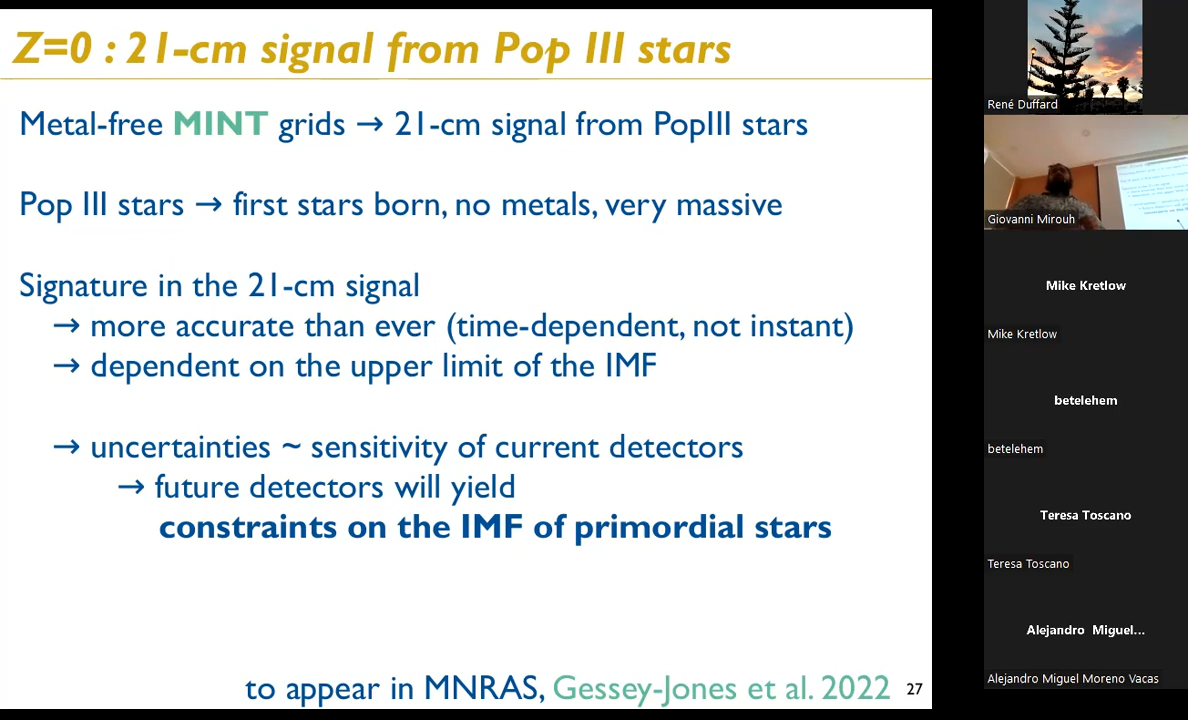 Z=0 : 21-cm signal from Pop III stars
Metal-free MINT grids → 21-cm signal from PopIII stars
Pop III stars → first stars born, no metals, very massive
Signature in the 21-cm signal
→ more accurate than ever (time-dependent, not instant)
→ dependent on the upper limit of the IMF
→ uncertainties ~ sensitivity of current detectors
→ future detectors will yield
constraints on the IMF of primordial stars
to appear in MNRAS, Gessey-Jones et al. 2022
27
René Duffard
Giovanni Mirouh
Mike Kretlow
Mike Kretlow
betelehem
betelehem
Teresa Toscano
Teresa Toscano
Alejandro Miguel...
Alejandro Miguel Moreno Vacas